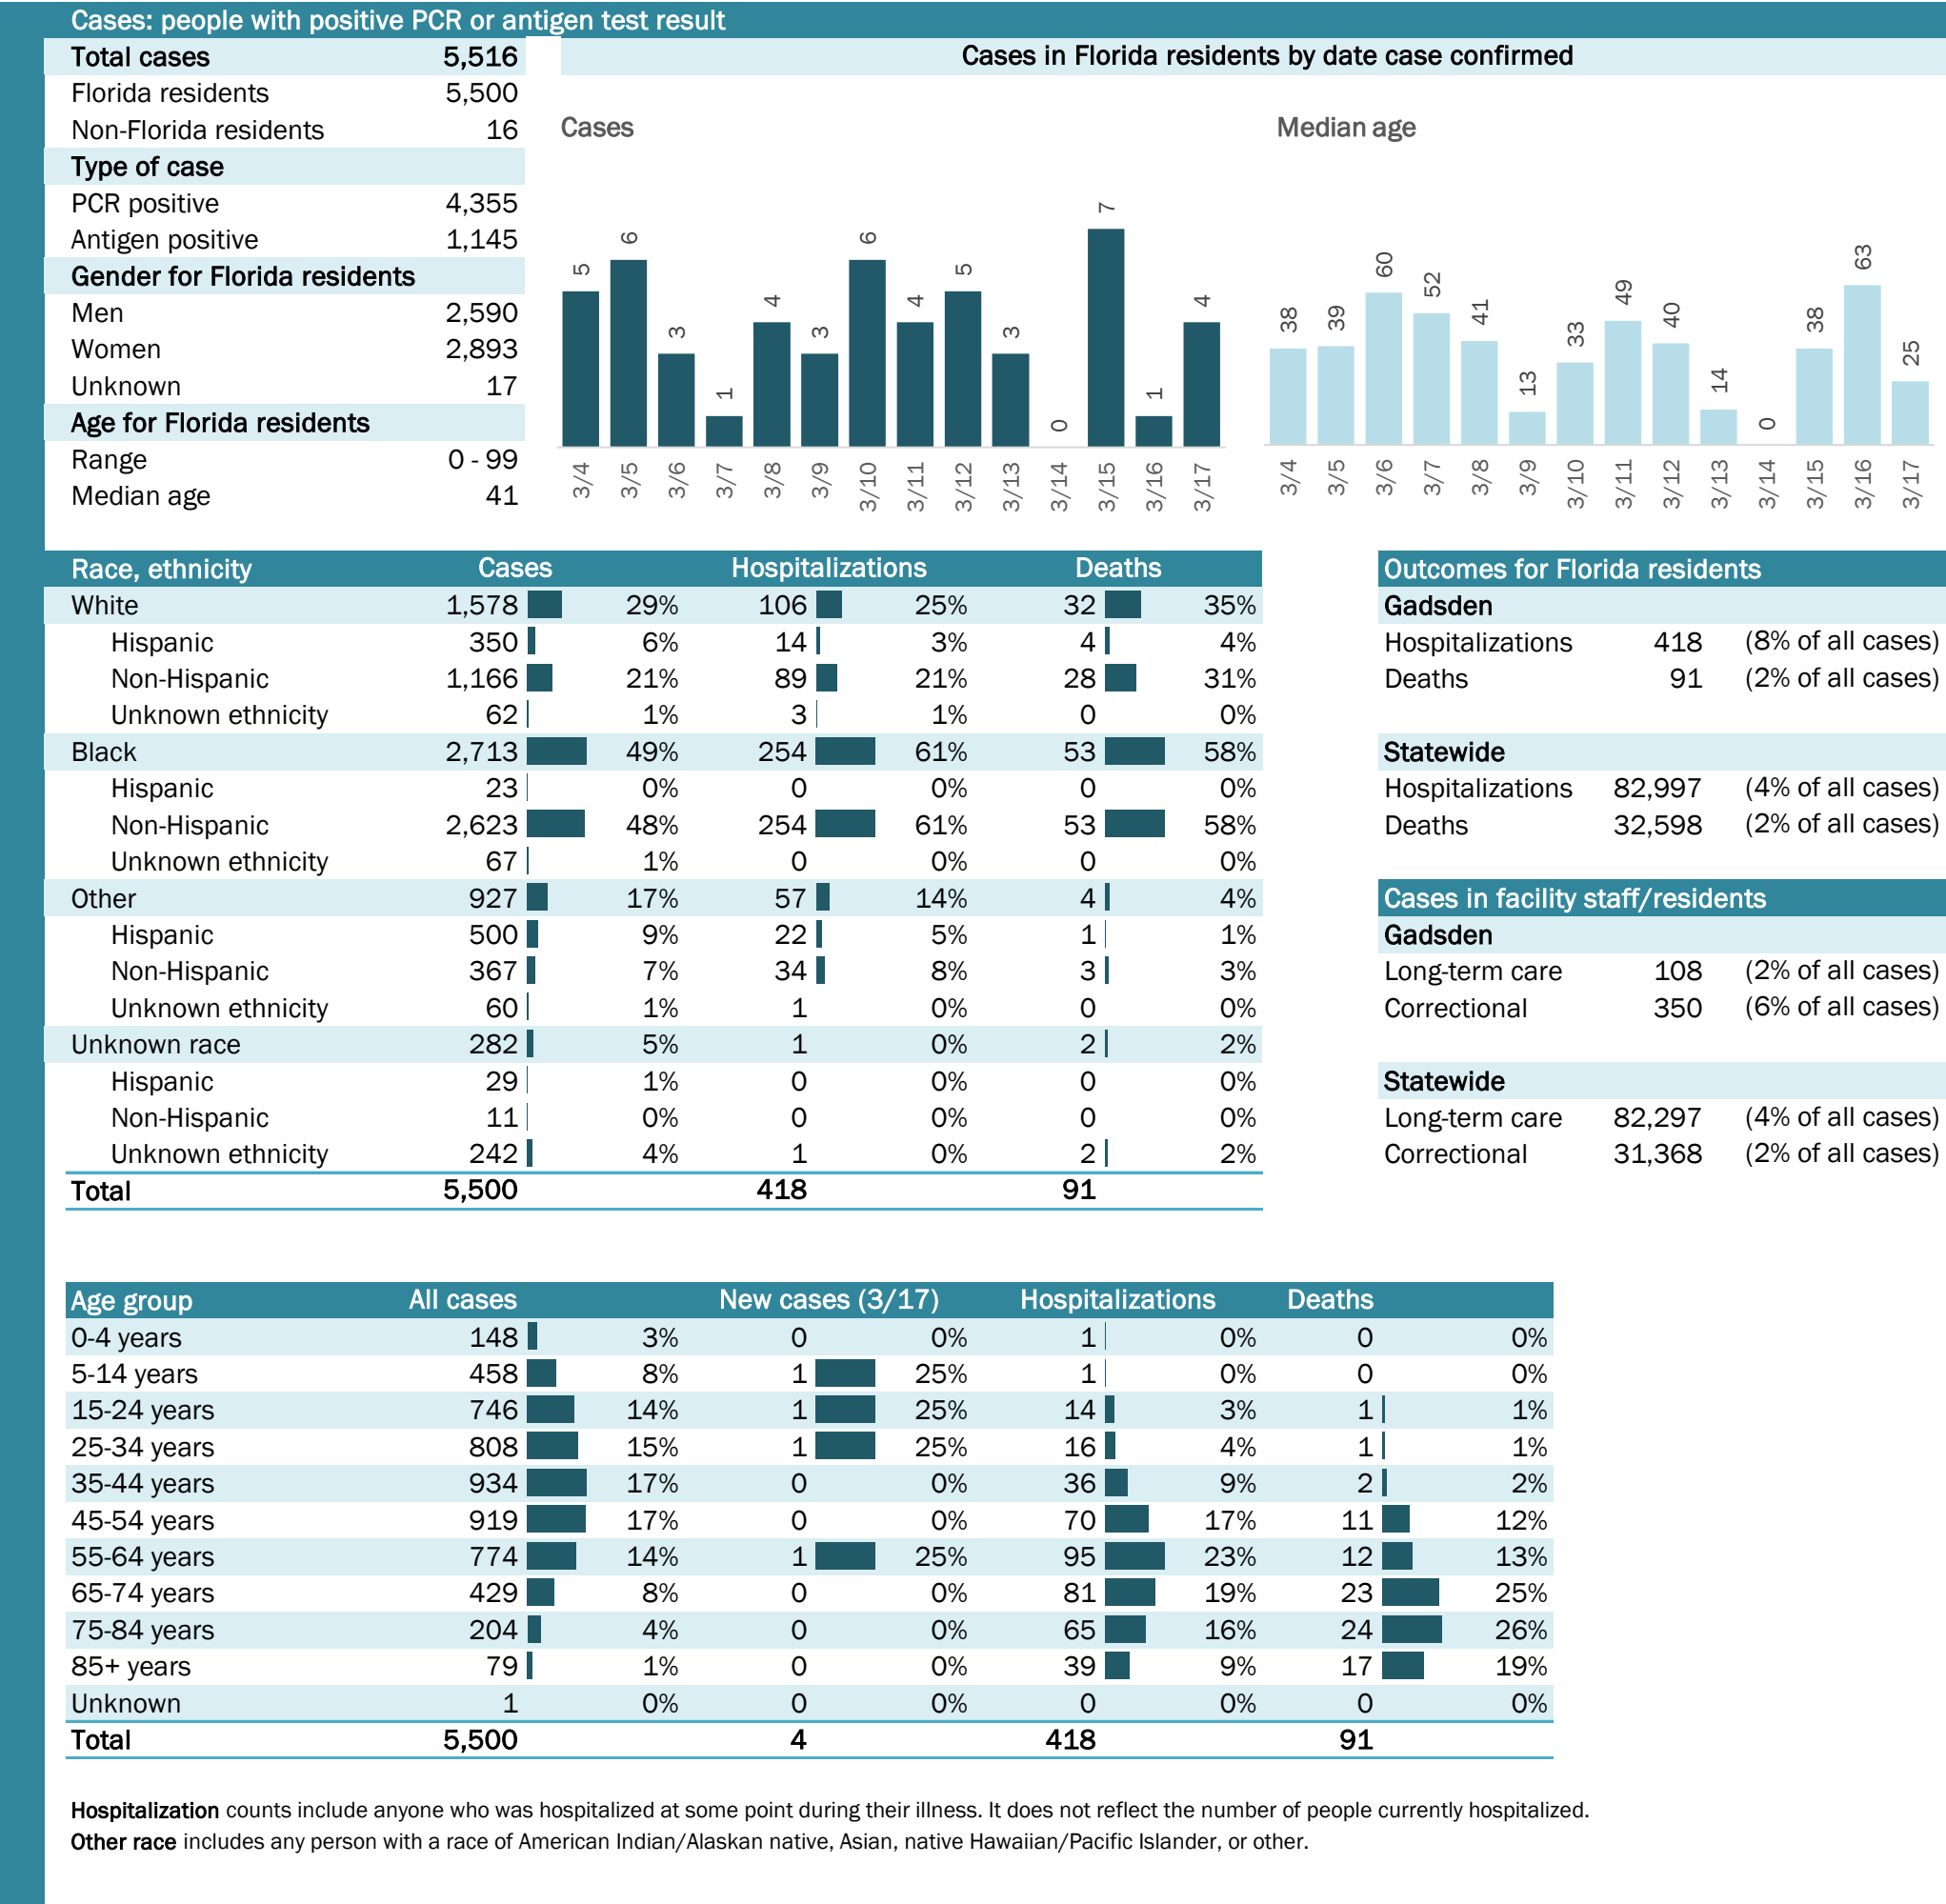 Cases: people with positive PCR or antigen test result
Total cases 5,516
Florida residents 5,500
Non-Florida residents 16
Type of case
PCR positive 4,355
Antigen positive 1,145
Gender for Florida residents
Men 2,590
Women 2,893
Unknown 17
Age for Florida residents
Range 0 - 99
Median age 41
Cases in Florida residents by date case confirmed
Cases
5 6 3 1 4 3 6 4 5 3 0 7 1 4
3/4 3/5 3/6 3/7 3/8 3/9 3/10 3/11 3/12 3/13 3/14 3/15 3/16 3/17
Median age
38 39 60 52 41 13 33 49 40 14 0 38 63 25
3/4 3/5 3/6 3/7 3/8 3/9 3/10 3/11 3/12 3/13 3/14 3/15 3/16 3/17
Race, ethnicity Cases Hospitalizations Deaths
White 1,578 29% 106 25% 32 35%
Hispanic 350 6% 14 3% 4 4%
Non-Hispanic 1,166 21% 89 21% 28 31%
Unknown ethnicity 62 1% 3 1% 0 0%
Black 2,713 49% 254 61% 53 58%
Hispanic 23 0% 0 0% 0 0%
Non-Hispanic 2,623 48% 254 61% 53 58%
Unknown ethnicity 67 1% 0 0% 0 0%
Other 927 17% 57 14% 4 4%
Hispanic 500 9% 22 5% 1 1%
Non-Hispanic 367 7% 34 8% 3 3%
Unknown ethnicity 60 1% 1 0% 0 0%
Unknown race 282 5% 1 0% 2 2%
Hispanic 29 1% 0 0% 0 0%
Non-Hispanic 11 0% 0 0% 0 0%
Unknown ethnicity 242 4% 1 0% 2 2%
Total 5,500 418 91
Outcomes for Florida residents
Gadsden
Hospitalizations 418 (8% of all cases)
Deaths 91 (2% of all cases)
Statewide
Hospitalizations 82,997 (4% of all cases)
Deaths 32,598 (2% of all cases)
Cases in facility staff/residents
Gadsden
Long-term care 108 (2% of all cases)
Correctional 350 (6% of all cases)
Statewide
Long-term care 82,297 (4% of all cases)
Correctional 31,368 (2% of all cases)
Age group All cases New cases (3/17) Hospitalizations Deaths
0-4 years 148 3% 0 0% 1 0% 0 0%
5-14 years 458 8% 1 25% 1 0% 0 0%
15-24 years 746 14% 1 25% 14 3% 1 1%
25-34 years 808 15% 1 25% 16 4% 1 1%
35-44 years 934 17% 0 0% 36 9% 2 2%
45-54 years 919 17% 0 0% 70 17% 11 12%
55-64 years 774 14% 1 25% 95 23% 12 13%
65-74 years 429 8% 0 0% 81 19% 23 25%
75-84 years 204 4% 0 0% 65 16% 24 26%
85+ years 79 1% 0 0% 39 9% 17 19%
Unknown 1 0% 0 0% 0 0% 0 0%
Total 5,500 4 418 91
Hospitalization counts include anyone who was hospitalized at some point during their illness. It does not reflect the number of people currently hospitalized.
Other race includes any person with a race of American Indian/Alaskan native, Asian, native Hawaiian/Pacific Islander, or other.